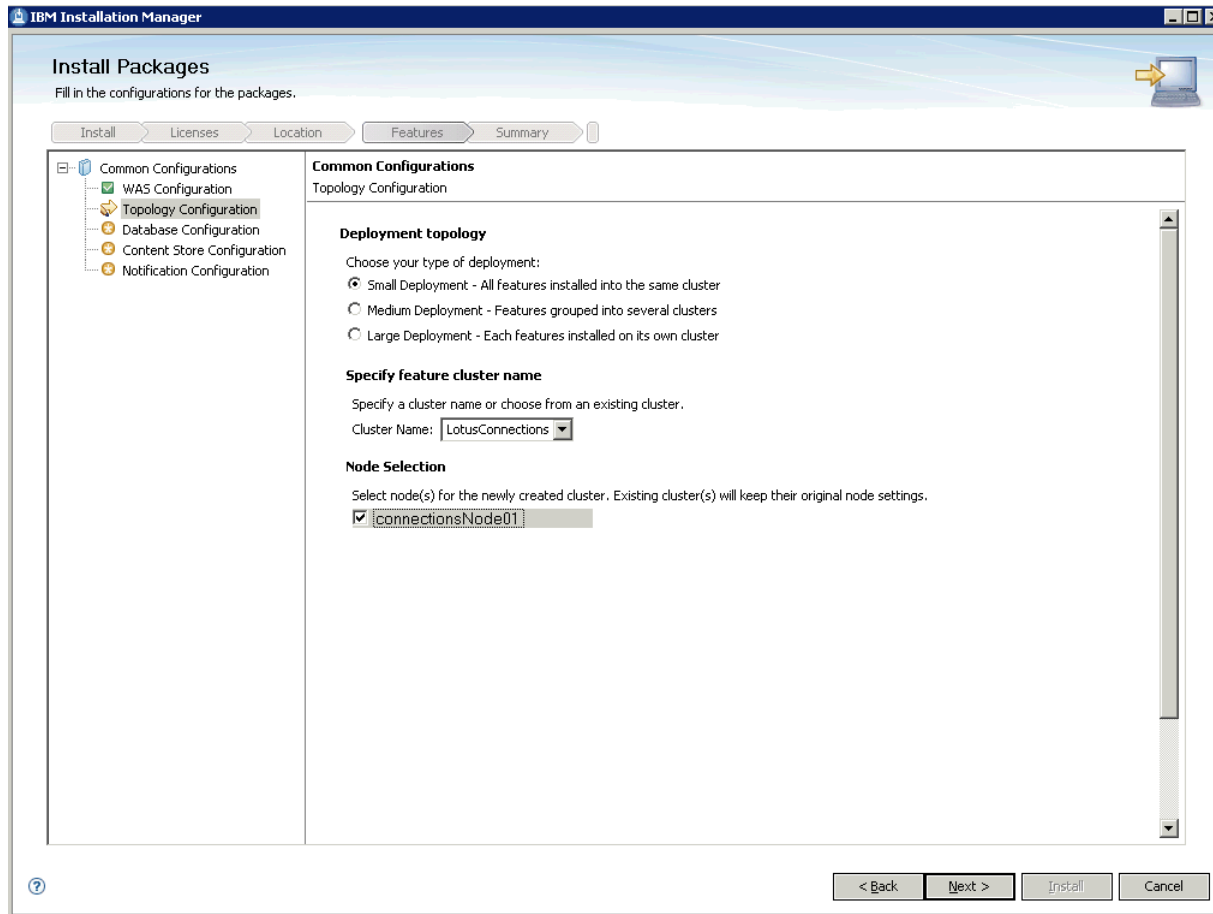 IBM Installation Manager
Install Packages
Fill in the configurations for the packages.
Install Licenses Location Features Summary
Common Configurations
WAS Configuration
Topology Configuration
Database Configuration
Content Store Configuration
Notification Configuration
Common Configurations
Topology Configuration
Deployment topology
Choose your type of deployment:
Small Deployment - All features installed into the same cluster
Medium Deployment - Features grouped into several clusters
Large Deployment - Each features installed on its own cluster
Specify feature cluster name
Specify a cluster name or choose from an existing cluster.
Cluster Name: LotusConnections
Node Selection
Select node(s) for the newly created cluster. Existing cluster(s) will keep their original node settings.
connectionsNode01
? < Back Next > Install Cancel